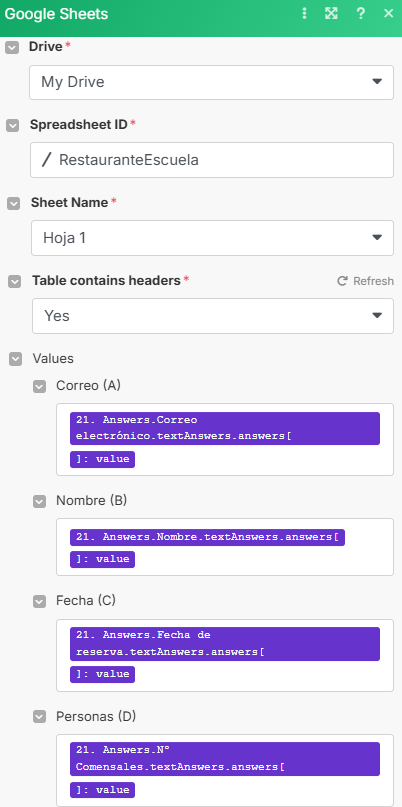 Google Sheets
Drive*
My Drive
Spreadsheet ID*
/ RestauranteEscuela
Sheet Name*
Hoja 1
Table contains headers*
Refresh
Yes
Values
Correo (A)
21. Answers.Correo
electrónico.textAnswers.answers[
]: value
Nombre (B)
21. Answers.Nombre.textAnswers.answers[
]: value
Fecha (C)
21. Answers.Fecha de
reserva.textAnswers.answers[
]: value
Personas (D)
21. Answers.Nº
Comensales.textAnswers.answers[
]: value